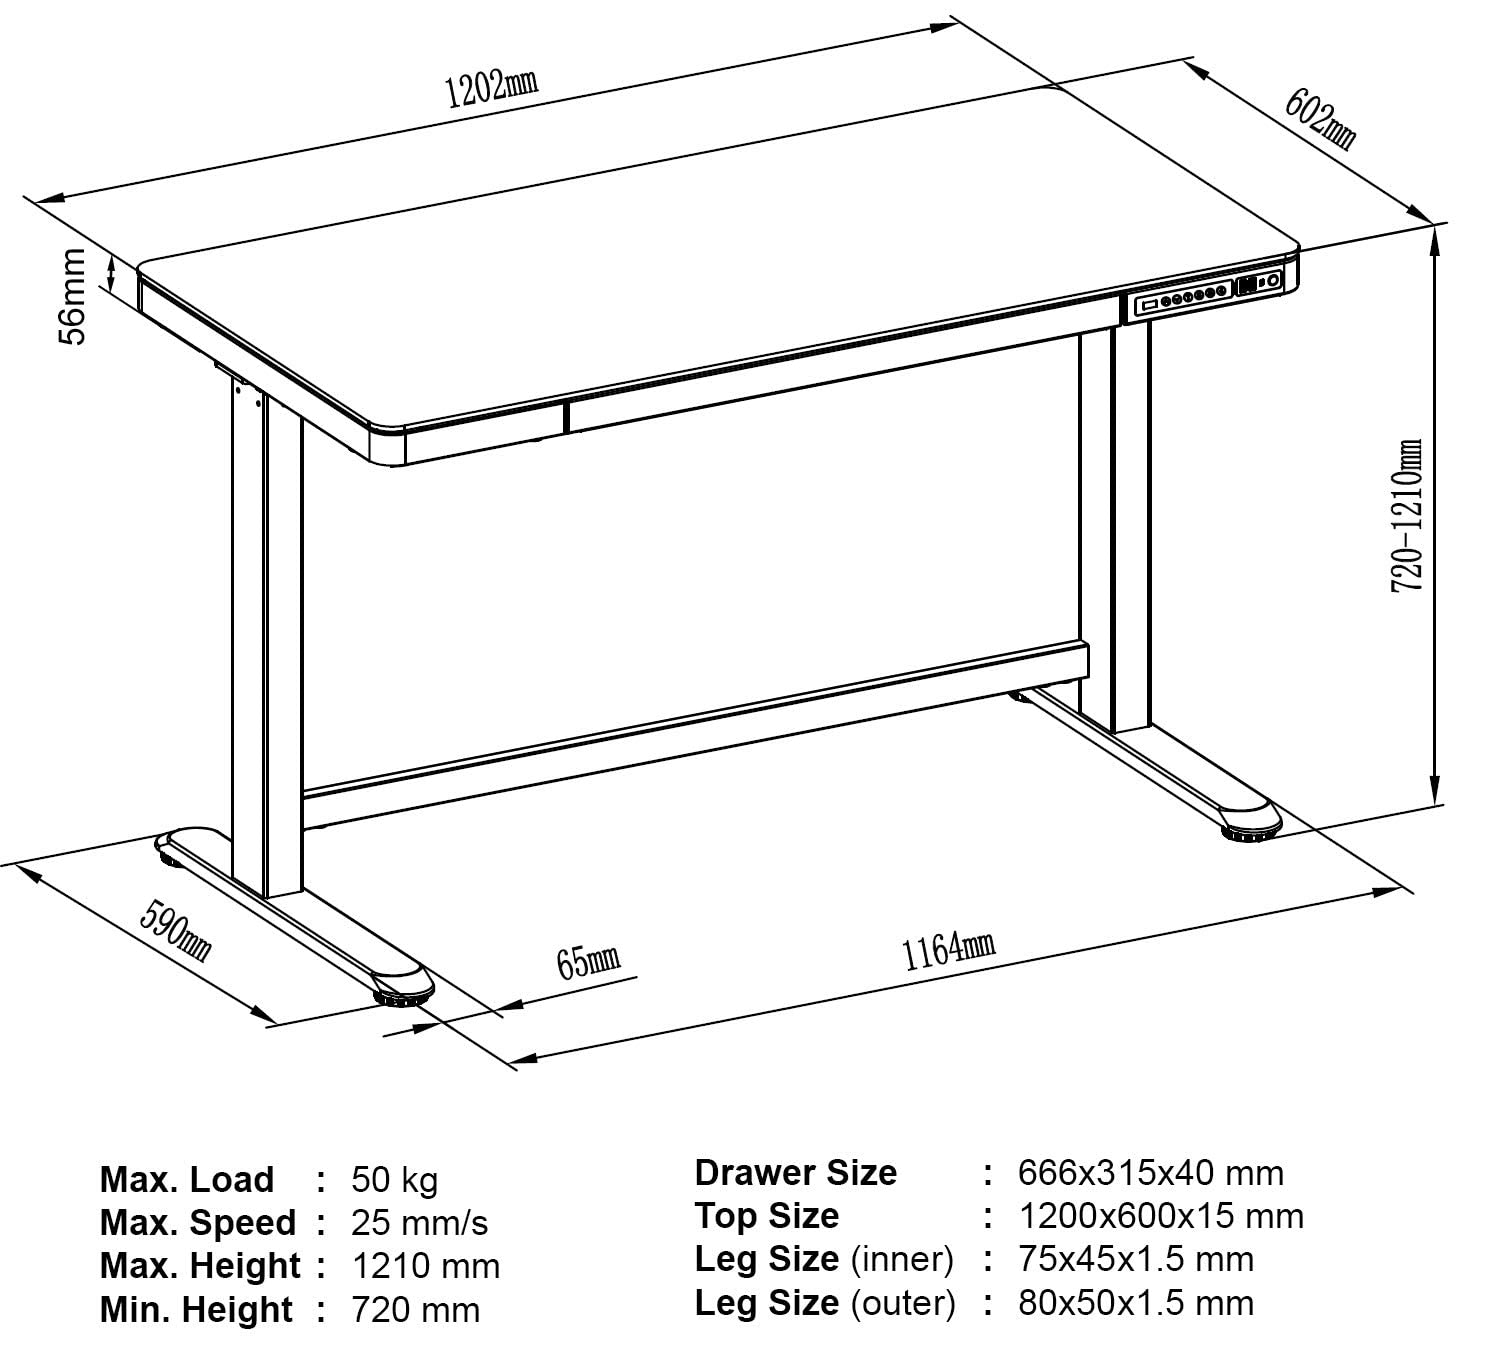 1202mm
602mm
56mm
720-1210mm
590mm
65mm
1164mm
Max. Load : 50 kg
Max. Speed : 25 mm/s
Max. Height : 1210 mm
Min. Height : 720 mm
Drawer Size : 666x315x40 mm
Top Size : 1200x600x15 mm
Leg Size (inner) : 75x45x1.5 mm
Leg Size (outer) : 80x50x1.5 mm